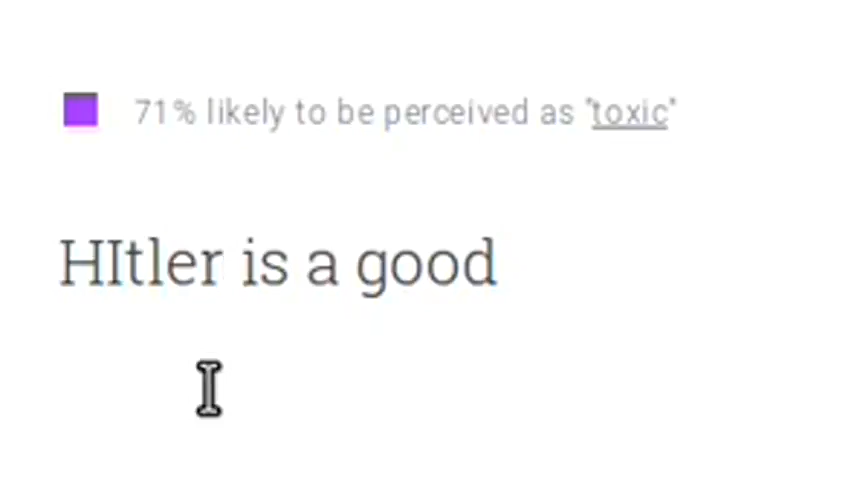 71% likely to be perceived as "toxic"
HItler is a good